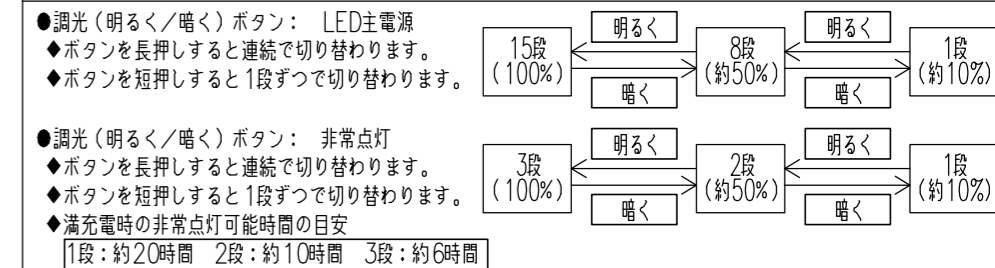 ●調光(明るく/暗く)ボタン： LED主電源
◆ボタンを長押しすると連続で切り替わります。
◆ボタンを短押しすると1段ずつで切り替わります。
15段
(100%)
明るく
暗く
8段
(約50%)
明るく
暗く
1段
(約10%)
●調光(明るく/暗く)ボタン： 非常点灯
◆ボタンを長押しすると連続で切り替わります。
◆ボタンを短押しすると1段ずつで切り替わります。
◆満充電時の非常点灯可能時間の目安
1段：約20時間 2段：約10時間 3段：約6時間
3段
(100%)
明るく
暗く
2段
(約50%)
明るく
暗く
1段
(約10%)